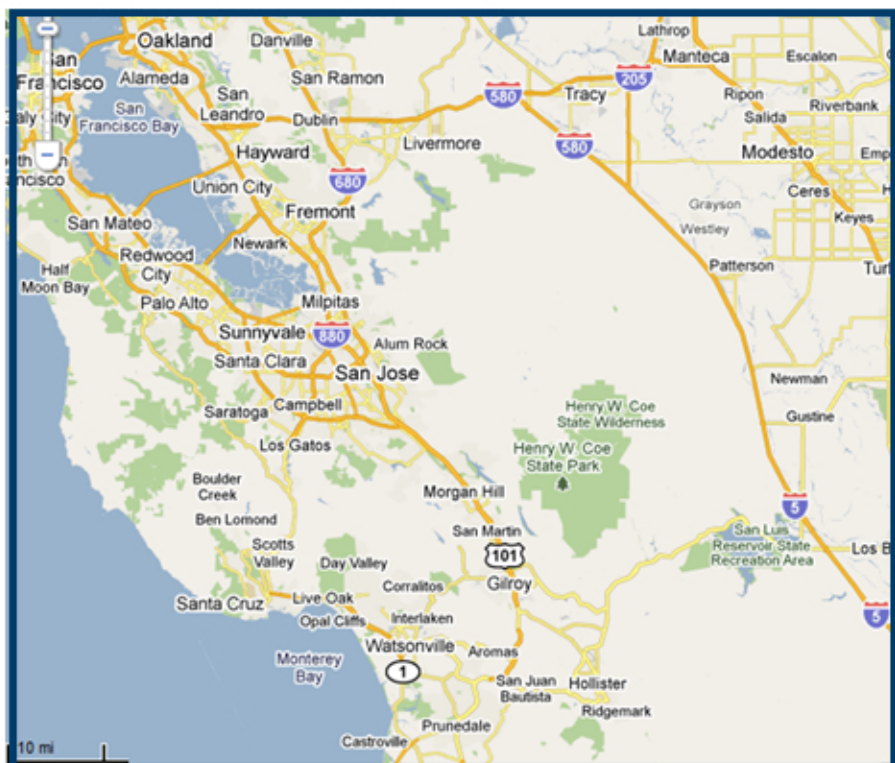 Oakland
Danville
Lathrop
Manteca
Escalon
San
Francisco
Alameda
San Ramon
580
205
Tracy
Ripon
Riverbank
San
Francisco Bay
San
Leandro
Dublin
Salida
Hayward
Livermore
580
Modesto
Union City
680
Ceres
San Mateo
Fremont
Grayson
Keyes
Newark
Westley
Redwood
City
Half
Moon Bay
Patterson
Palo Alto
Milpitas
Sunnyvale
880
Alum Rock
Santa Clara
San Jose
Newman
Saratoga
Campbell
Henry W. Coe
State Wilderness
Gustine
Los Gatos
Henry W. Coe
State Park
Boulder
Creek
Morgan Hill
5
Ben Lomond
San Martin
San Luis
Reservoir State
Recreation Area
Scotts
Valley
101
Day Valley
Corralitos
Gilroy
Santa Cruz
Live Oak
Opal Cliffs
Interlaken
5
Watsonville
Aromas
Monterey
Bay
1
San Juan
Bautista
Hollister
Ridgemark
Prunedale
Castroville
10 mi